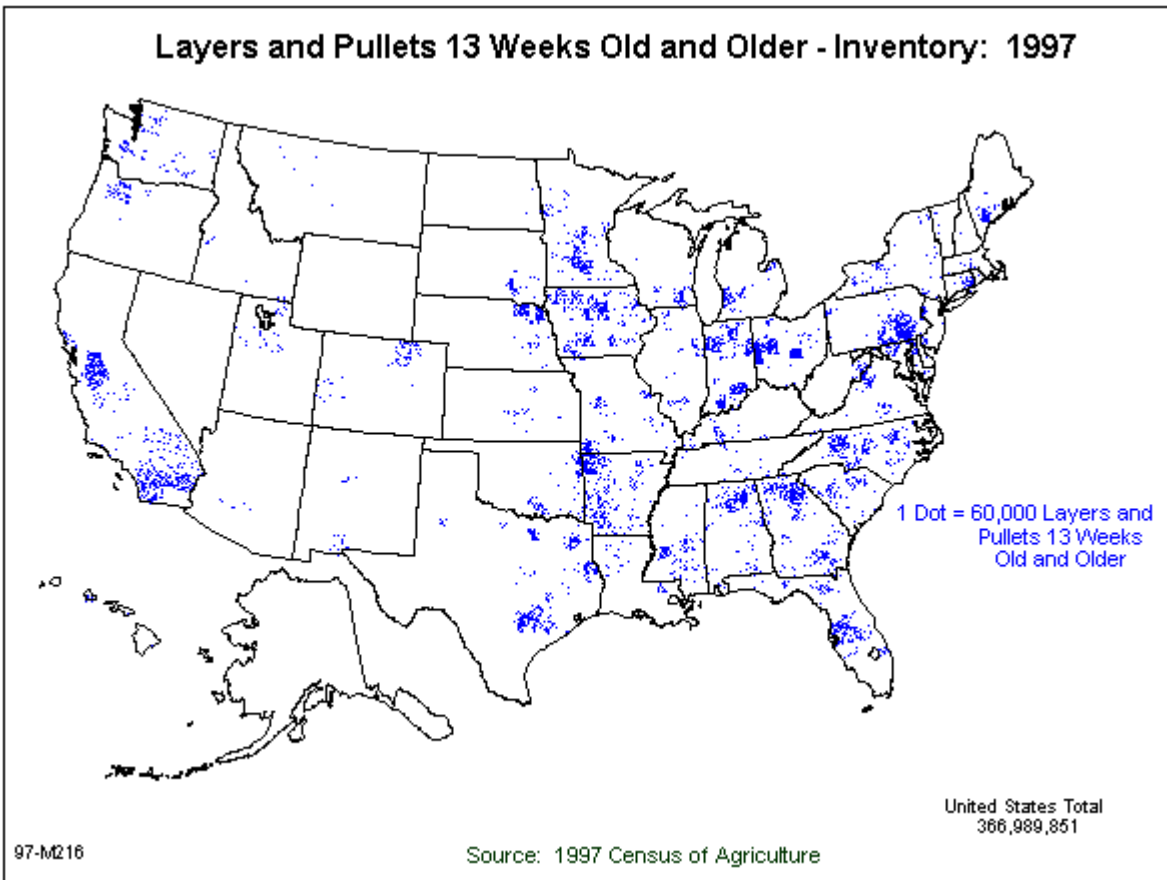 Layers and Pullets 13 Weeks Old and Older - Inventory: 1997
1 Dot = 60,000 Layers and
Pullets 13 Weeks
Old and Older
United States Total
366,989,851
97-M216
Source: 1997 Census of Agriculture